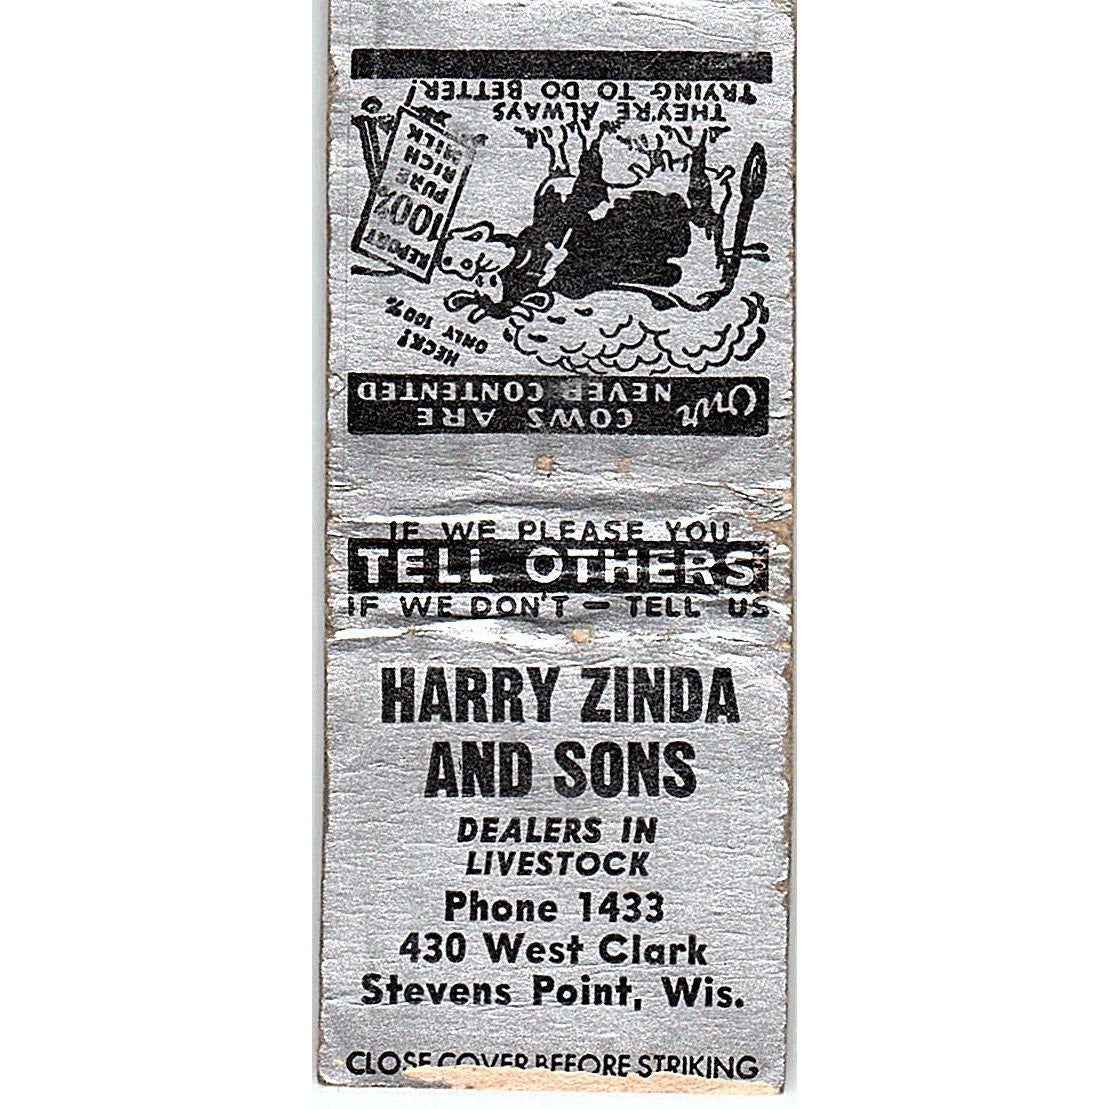 Our COWS ARE
NEVER CONTENTED
HECK!
ONLY 100%
REPORT
100%
PURE
RICH
MILK
THEY'RE ALWAYS
TRYING TO DO BETTER!
IF WE PLEASE YOU
TELL OTHERS
IF WE DON'T - TELL US
HARRY ZINDA
AND SONS
DEALERS IN
LIVESTOCK
Phone 1433
430 West Clark
Stevens Point, Wis.
CLOSE COVER BEFORE STRIKING